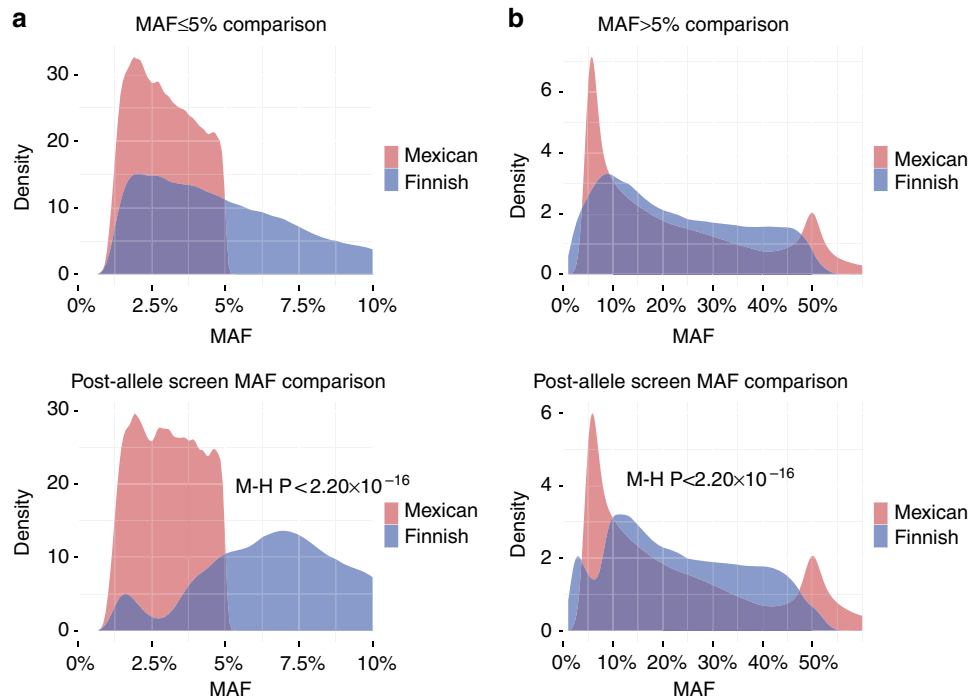 a
MAF≤5% comparison
30
20
10
0
Density
0% 2.5% 5% 7.5% 10%
MAF
Mexican
Finnish
b
MAF>5% comparison
6
4
2
0
Density
0% 10% 20% 30% 40% 50%
MAF
Mexican
Finnish
Post-allele screen MAF comparison
30
20
10
0
Density
M-H P<2.20×10⁻¹⁶
0% 2.5% 5% 7.5% 10%
MAF
Mexican
Finnish
Post-allele screen MAF comparison
6
4
2
0
Density
M-H P<2.20×10⁻¹⁶
0% 10% 20% 30% 40% 50%
MAF
Mexican
Finnish